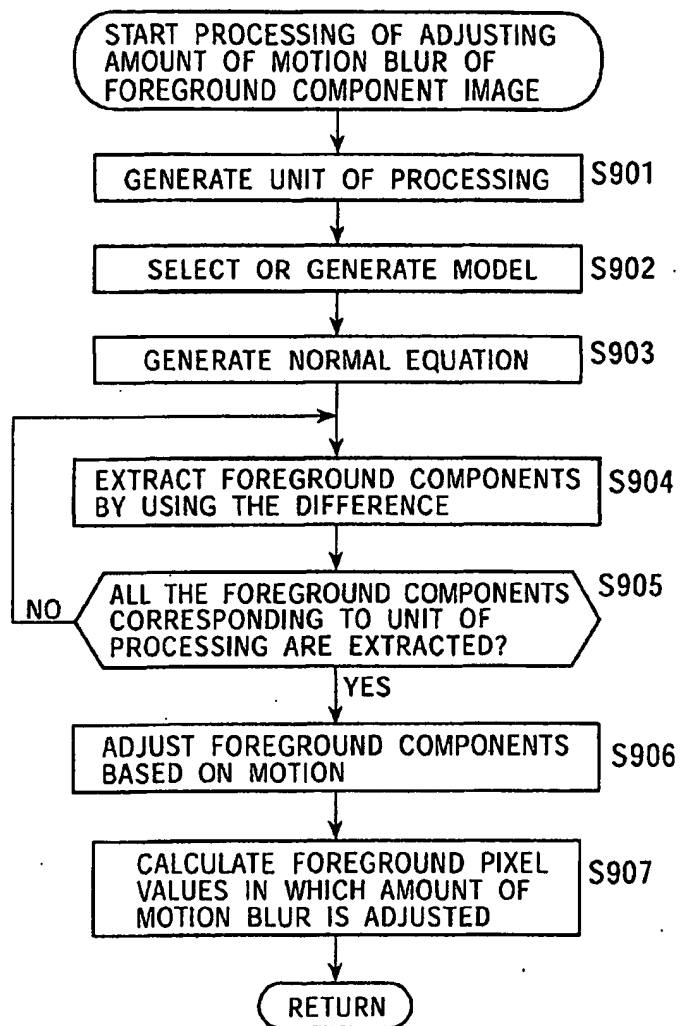 START PROCESSING OF ADJUSTING
AMOUNT OF MOTION BLUR OF
FOREGROUND COMPONENT IMAGE
GENERATE UNIT OF PROCESSING
S901
SELECT OR GENERATE MODEL
S902
GENERATE NORMAL EQUATION
S903
EXTRACT FOREGROUND COMPONENTS
BY USING THE DIFFERENCE
S904
ALL THE FOREGROUND COMPONENTS
CORRESPONDING TO UNIT OF
PROCESSING ARE EXTRACTED?
S905
NO
YES
ADJUST FOREGROUND COMPONENTS
BASED ON MOTION
S906
CALCULATE FOREGROUND PIXEL
VALUES IN WHICH AMOUNT OF
MOTION BLUR IS ADJUSTED
S907
RETURN